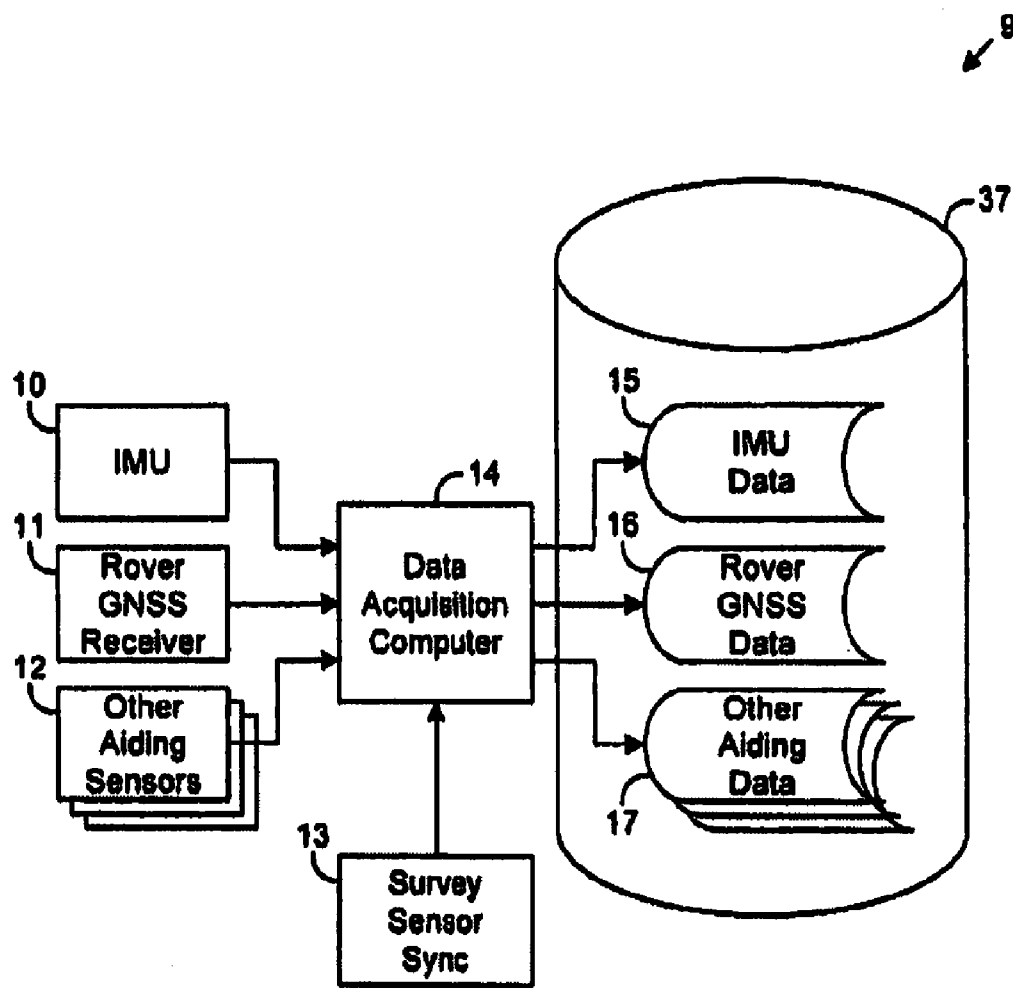 9
37
10
IMU
11
Rover
GNSS
Receiver
12
Other
Aiding
Sensors
14
Data
Acquisition
Computer
13
Survey
Sensor
Sync
15
IMU
Data
16
Rover
GNSS
Data
Other
Aiding
Data
17